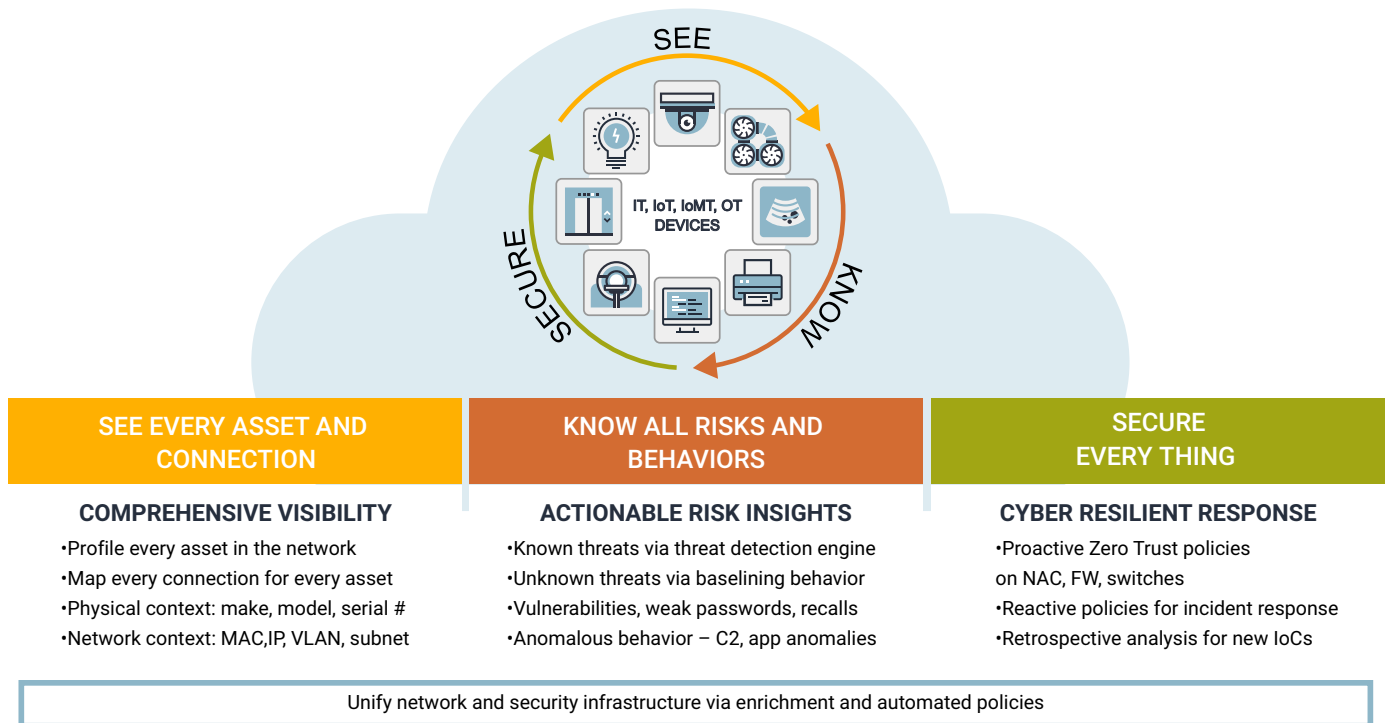 SEE
KNOW
SECURE
IT, IoT, IoMT, OT
DEVICES
SEE EVERY ASSET AND
CONNECTION
COMPREHENSIVE VISIBILITY
•Profile every asset in the network
•Map every connection for every asset
•Physical context: make, model, serial #
•Network context: MAC,IP, VLAN, subnet
KNOW ALL RISKS AND
BEHAVIORS
ACTIONABLE RISK INSIGHTS
•Known threats via threat detection engine
•Unknown threats via baselining behavior
•Vulnerabilities, weak passwords, recalls
•Anomalous behavior – C2, app anomalies
SECURE
EVERY THING
CYBER RESILIENT RESPONSE
•Proactive Zero Trust policies
on NAC, FW, switches
•Reactive policies for incident response
•Retrospective analysis for new IoCs
Unify network and security infrastructure via enrichment and automated policies